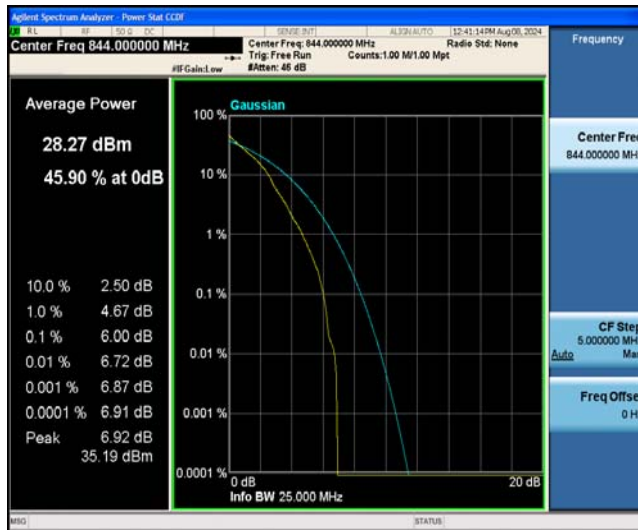 Agilent Spectrum Analyzer - Power Stat CCDF
RL RF 50 Ω DC SENSE:INT ALIGN AUTO 12:41:14 PM Aug 08, 2024
Center Freq 844.000000 MHz
Center Freq: 844.000000 MHz Radio Std: None
Trig: Free Run Counts:1.00 M/1.00 Mpt
#IFGain:Low #Atten: 46 dB
Frequency
Average Power
28.27 dBm
45.90 % at 0dB
10.0 % 2.50 dB
1.0 % 4.67 dB
0.1 % 6.00 dB
0.01 % 6.72 dB
0.001 % 6.87 dB
0.0001 % 6.91 dB
Peak 6.92 dB
35.19 dBm
Gaussian
100 %
10 %
1 %
0.1 %
0.01 %
0.001 %
0.0001 %
0 dB 20 dB
Info BW 25.000 MHz
Center Freq
844.000000 MH
CF Step
5.000000 MH
Auto Ma
Freq Offse
0 H
MSG STATUS